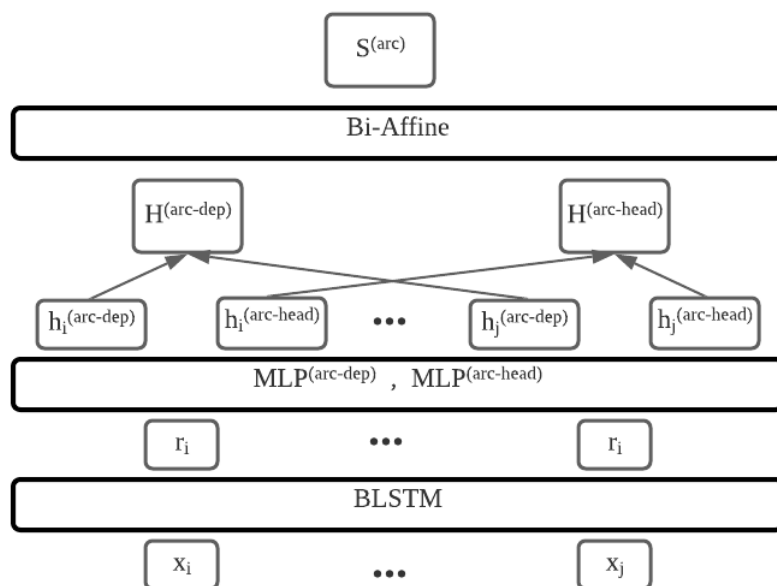 S(arc)
Bi-Affine
H(arc-dep) H(arc-head)
hi(arc-dep) hi(arc-head) ... hj(arc-dep) hj(arc-head)
MLP(arc-dep) , MLP(arc-head)
ri ... ri
BLSTM
xi ... xj